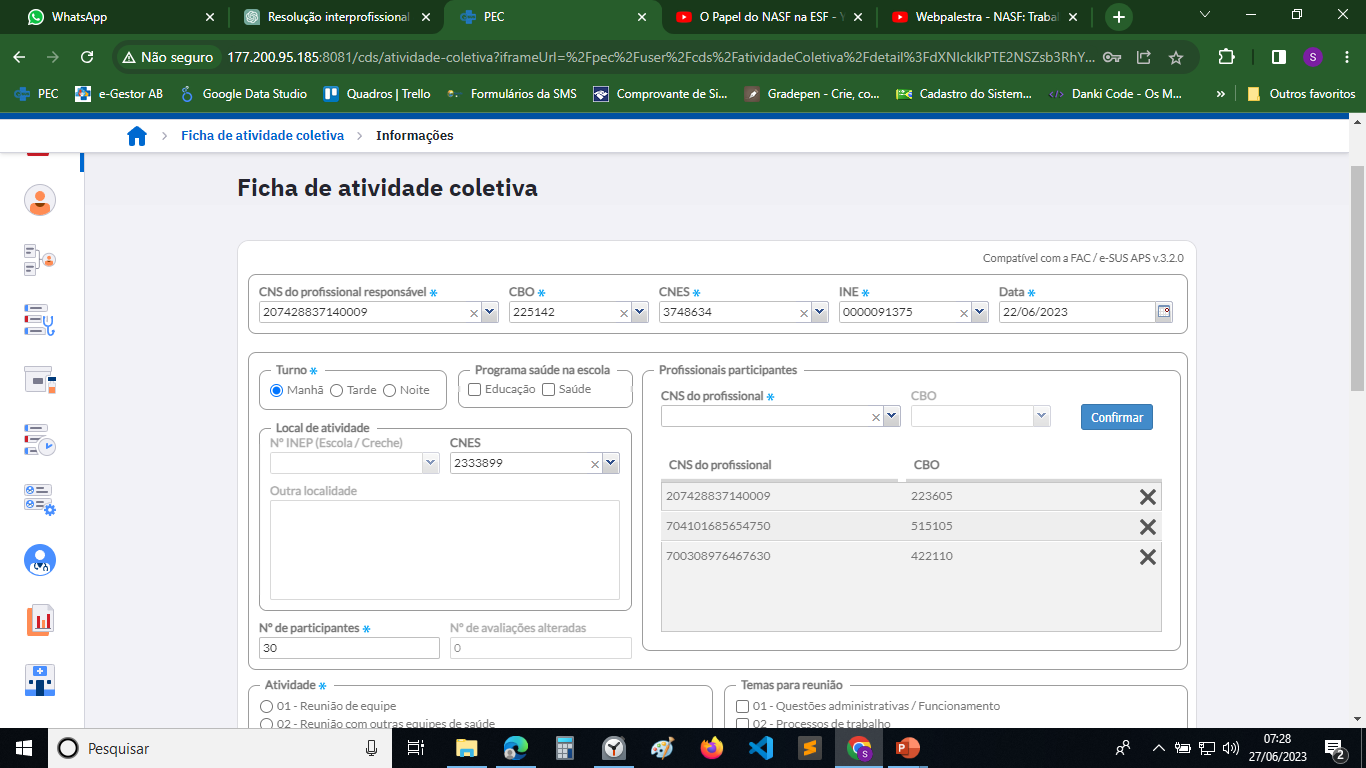 WhatsApp
Resolução interprofissional
PEC
O Papel do NASF na ESF - Y
Webpalestra - NASF: Trabal
Não seguro
177.200.95.185:8081/cds/atividade-coletiva?iframeUrl=%2Fpec%2Fuser%2Fcds%2FatividadeColetiva%2Fdetail%3FdXNlcklkPTE2NSZsb3RhY...
S
PEC
e-Gestor AB
Google Data Studio
Quadros | Trello
Formulários da SMS
Comprovante de Si...
Gradepen - Crie, co...
Cadastro do Sistem...
Danki Code - Os M...
»
Outros favoritos
Ficha de atividade coletiva
Informações
Ficha de atividade coletiva
Compatível com a FAC / e-SUS APS v.3.2.0
CNS do profissional responsável *
CBO *
CNES *
INE *
Data *
207428837140009
225142
3748634
0000091375
22/06/2023
Turno *
Manhã
Tarde
Noite
Programa saúde na escola
Educação
Saúde
Profissionais participantes
CNS do profissional *
CBO
Confirmar
Local de atividade
Nº INEP (Escola / Creche)
CNES
2333899
Outra localidade
CNS do profissional
CBO
207428837140009
223605
704101685654750
515105
700308976467630
422110
Nº de participantes *
Nº de avaliações alteradas
30
0
Atividade *
01 - Reunião de equipe
02 - Reunião com outras equipes de saúde
Temas para reunião
01 - Questões administrativas / Funcionamento
02 - Processos de trabalho
Pesquisar
07:28
27/06/2023
2